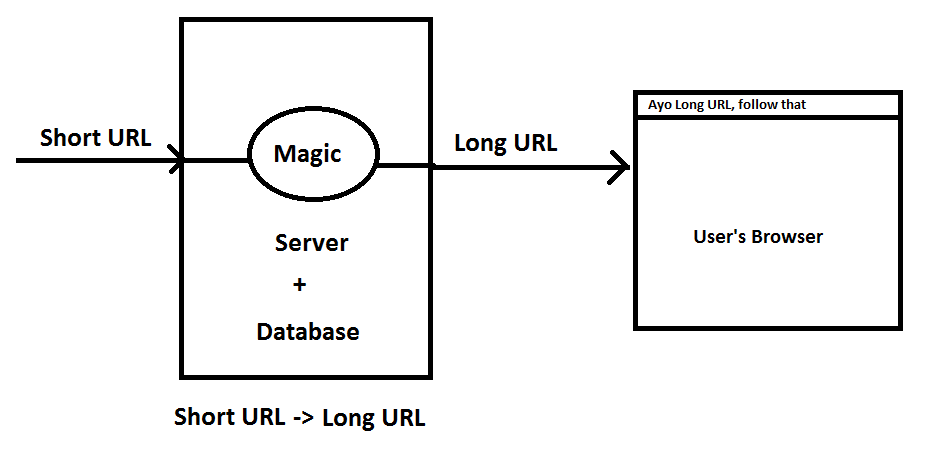 Ayo Long URL, follow that
Short URL
Magic
Long URL
User's Browser
Server
+
Database
Short URL -> Long URL